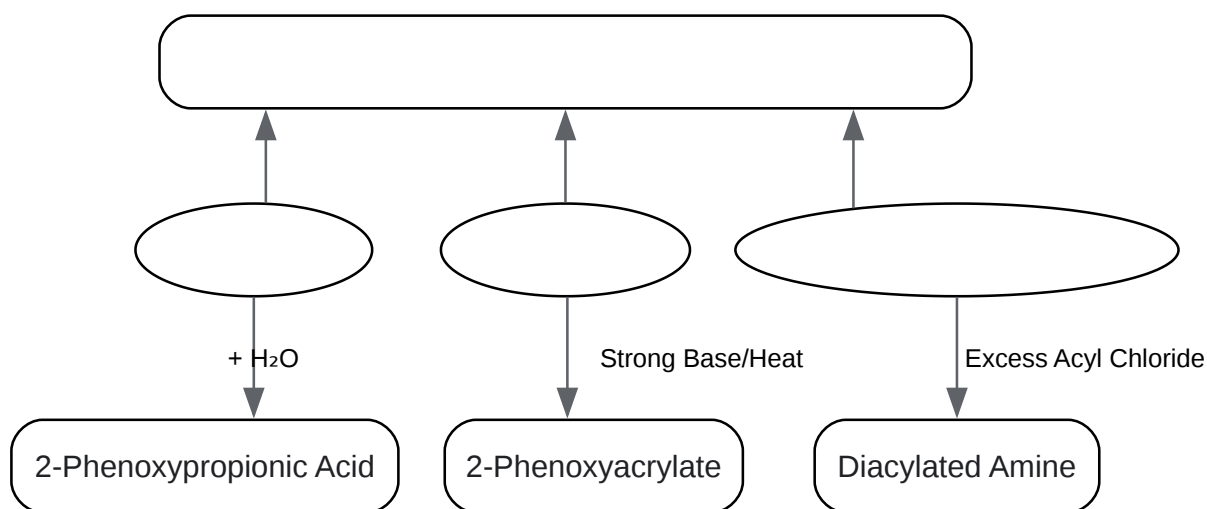 + H₂O
Strong Base/Heat
Excess Acyl Chloride
2-Phenoxypropionic Acid
2-Phenoxyacrylate
Diacylated Amine